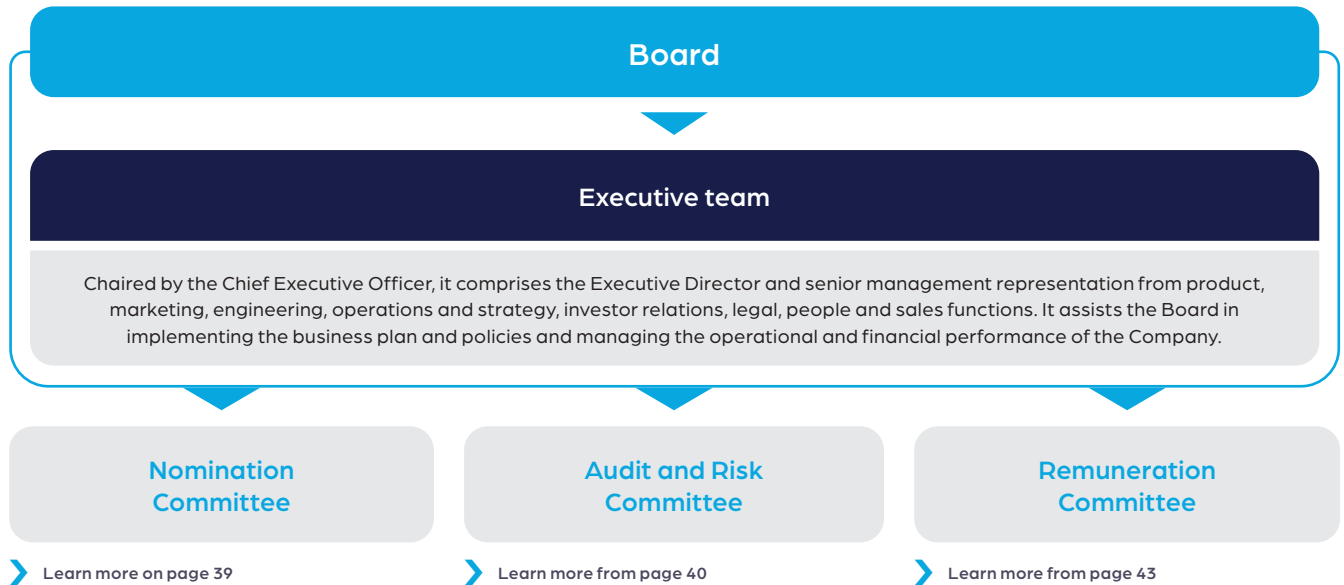 Board
Executive team
Chaired by the Chief Executive Officer, it comprises the Executive Director and senior management representation from product,
marketing, engineering, operations and strategy, investor relations, legal, people and sales functions. It assists the Board in
implementing the business plan and policies and managing the operational and financial performance of the Company.
Nomination
Committee
Learn more on page 39
Audit and Risk
Committee
Learn more from page 40
Remuneration
Committee
Learn more from page 43